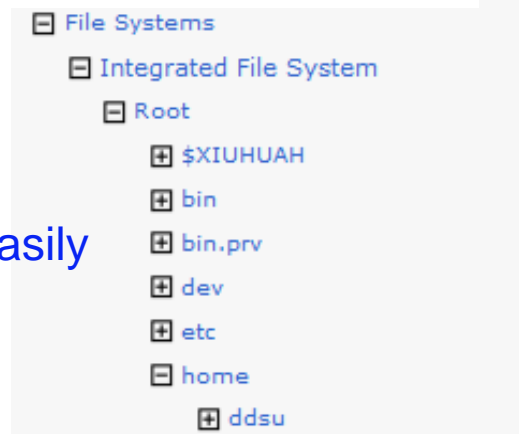 File Systems
Integrated File System
Root
$XIUHUAH
bin
asily
bin.prv
dev
etc
home
ddsu